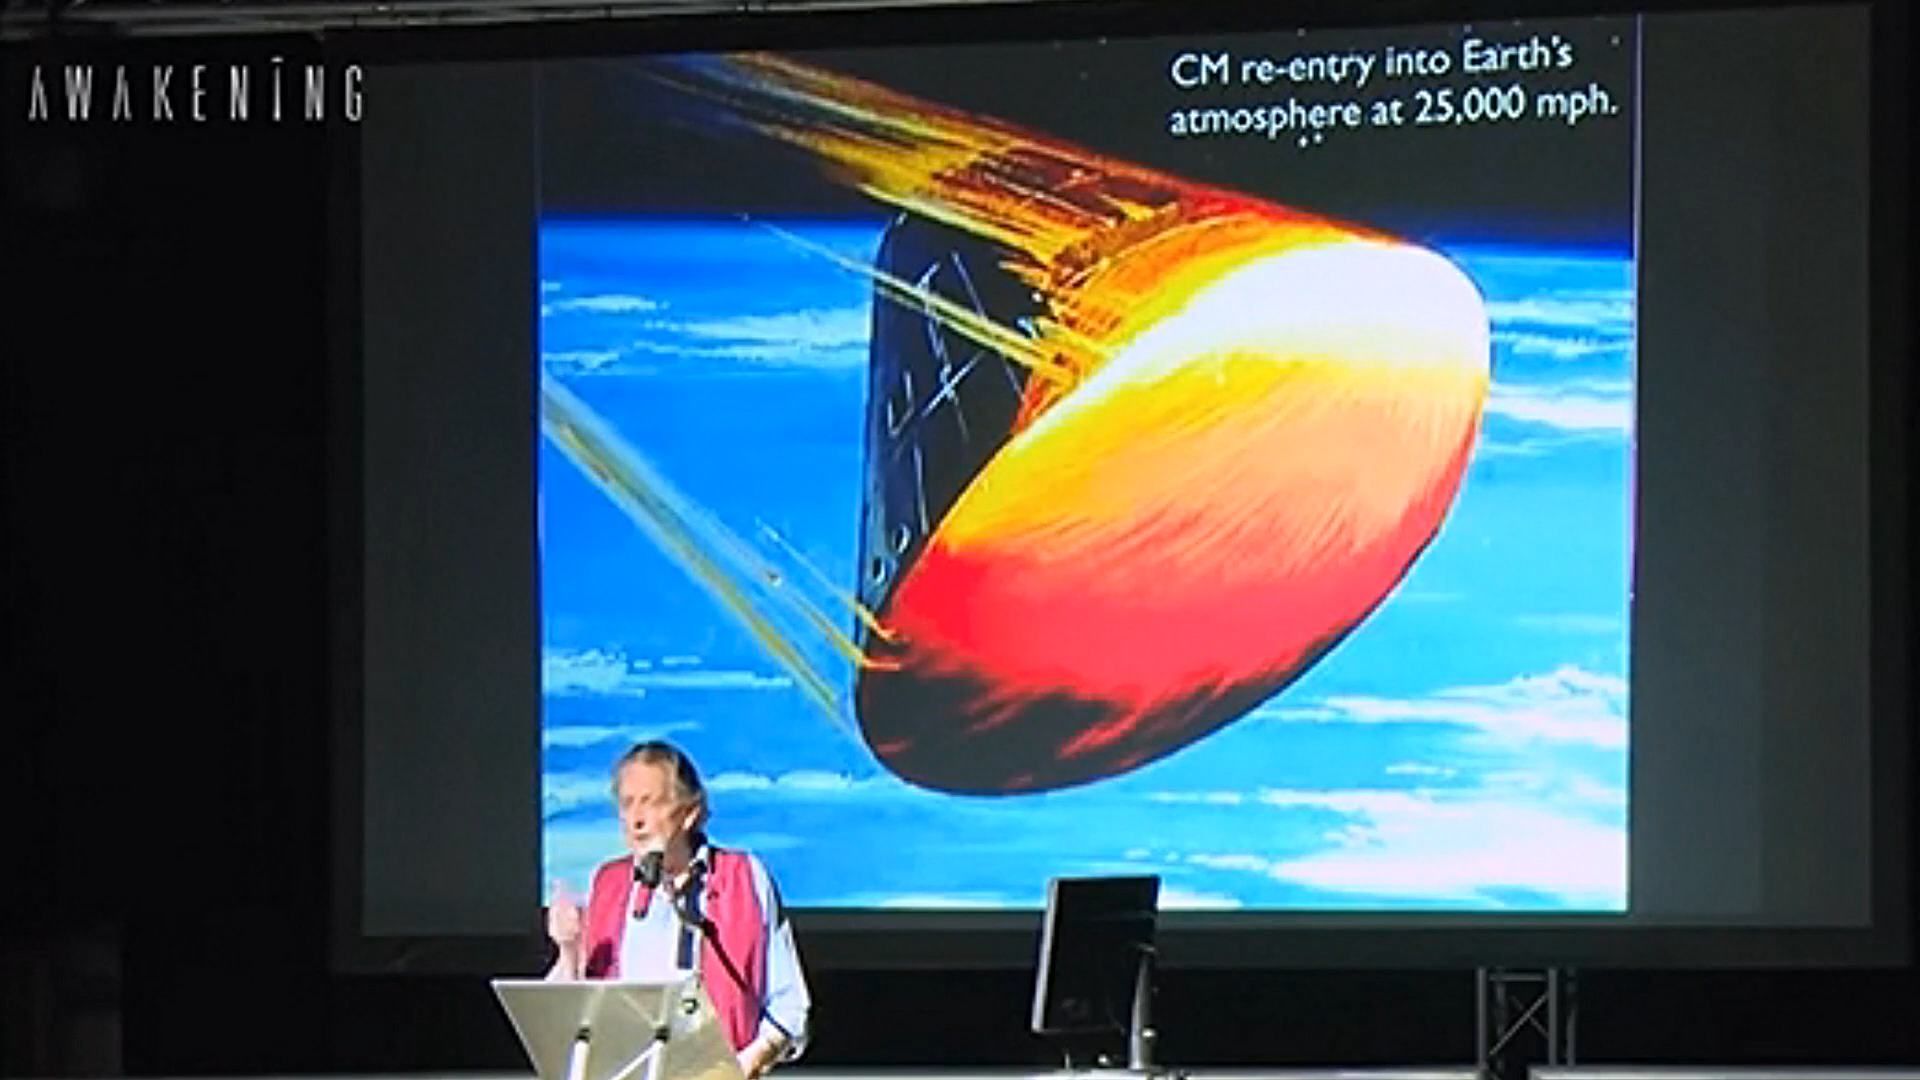 AWAKENING
CM re-entry into Earth's
atmosphere at 25,000 mph.